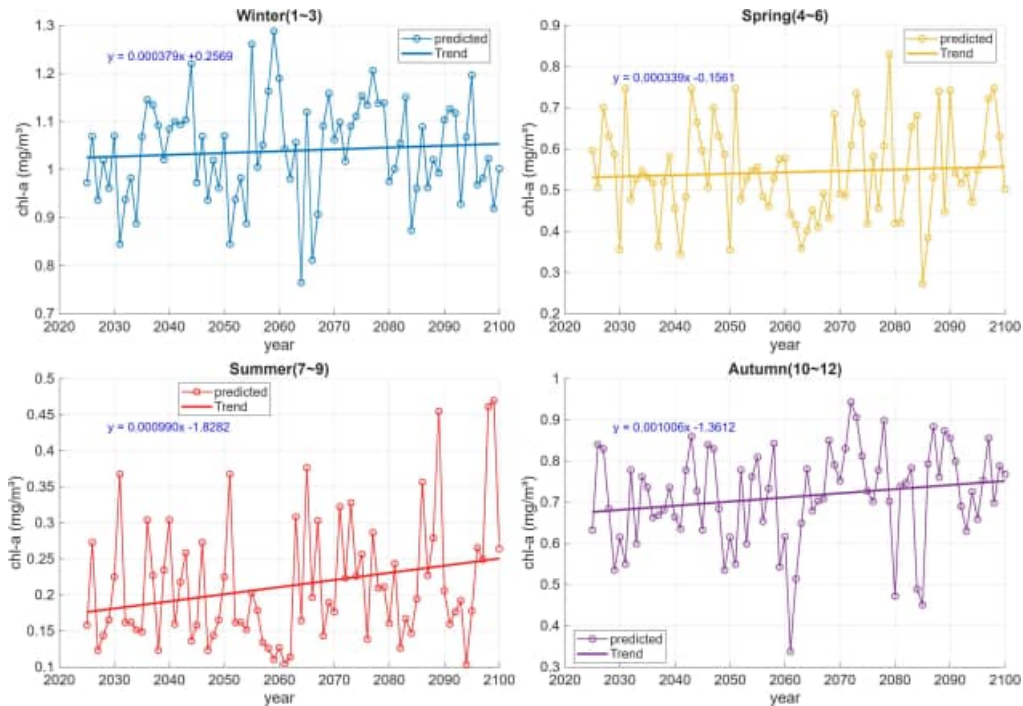 Winter(1~3)
y = 0.000379x +0.2569
predicted
Trend
chl-a (mg/m³)
1.3
1.2
1.1
1
0.9
0.8
0.7
2020 2030 2040 2050 2060 2070 2080 2090 2100
year
Spring(4~6)
y = 0.000339x -0.1561
predicted
Trend
chl-a (mg/m³)
0.9
0.8
0.7
0.6
0.5
0.4
0.3
0.2
2020 2030 2040 2050 2060 2070 2080 2090 2100
year
Summer(7~9)
predicted
Trend
y = 0.000990x -1.8282
chl-a (mg/m³)
0.5
0.45
0.4
0.35
0.3
0.25
0.2
0.15
0.1
2020 2030 2040 2050 2060 2070 2080 2090 2100
year
Autumn(10~12)
y = 0.001006x -1.3612
chl-a (mg/m³)
1
0.9
0.8
0.7
0.6
0.5
0.4
0.3
predicted
Trend
2020 2030 2040 2050 2060 2070 2080 2090 2100
year